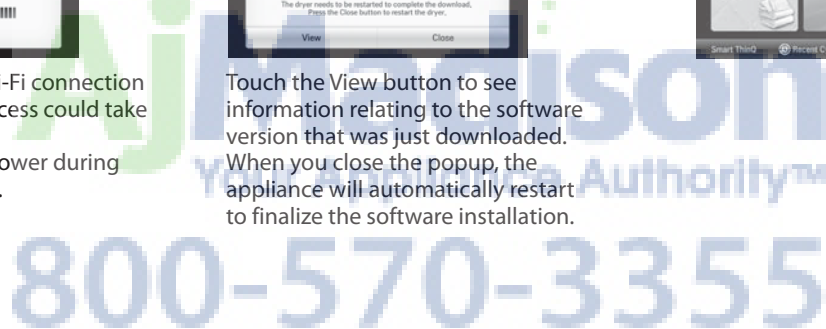 The dryer needs to be restarted to complete the download.
Press the Close button to restart the dryer.
View Close
Smart ThinQ Recent
i-Fi connection
cess could take
ower during
.
Touch the View button to see
information relating to the software
version that was just downloaded.
When you close the popup, the
appliance will automatically restart
to finalize the software installation.
AjMadison
Your Appliance Authority™
800-570-3355